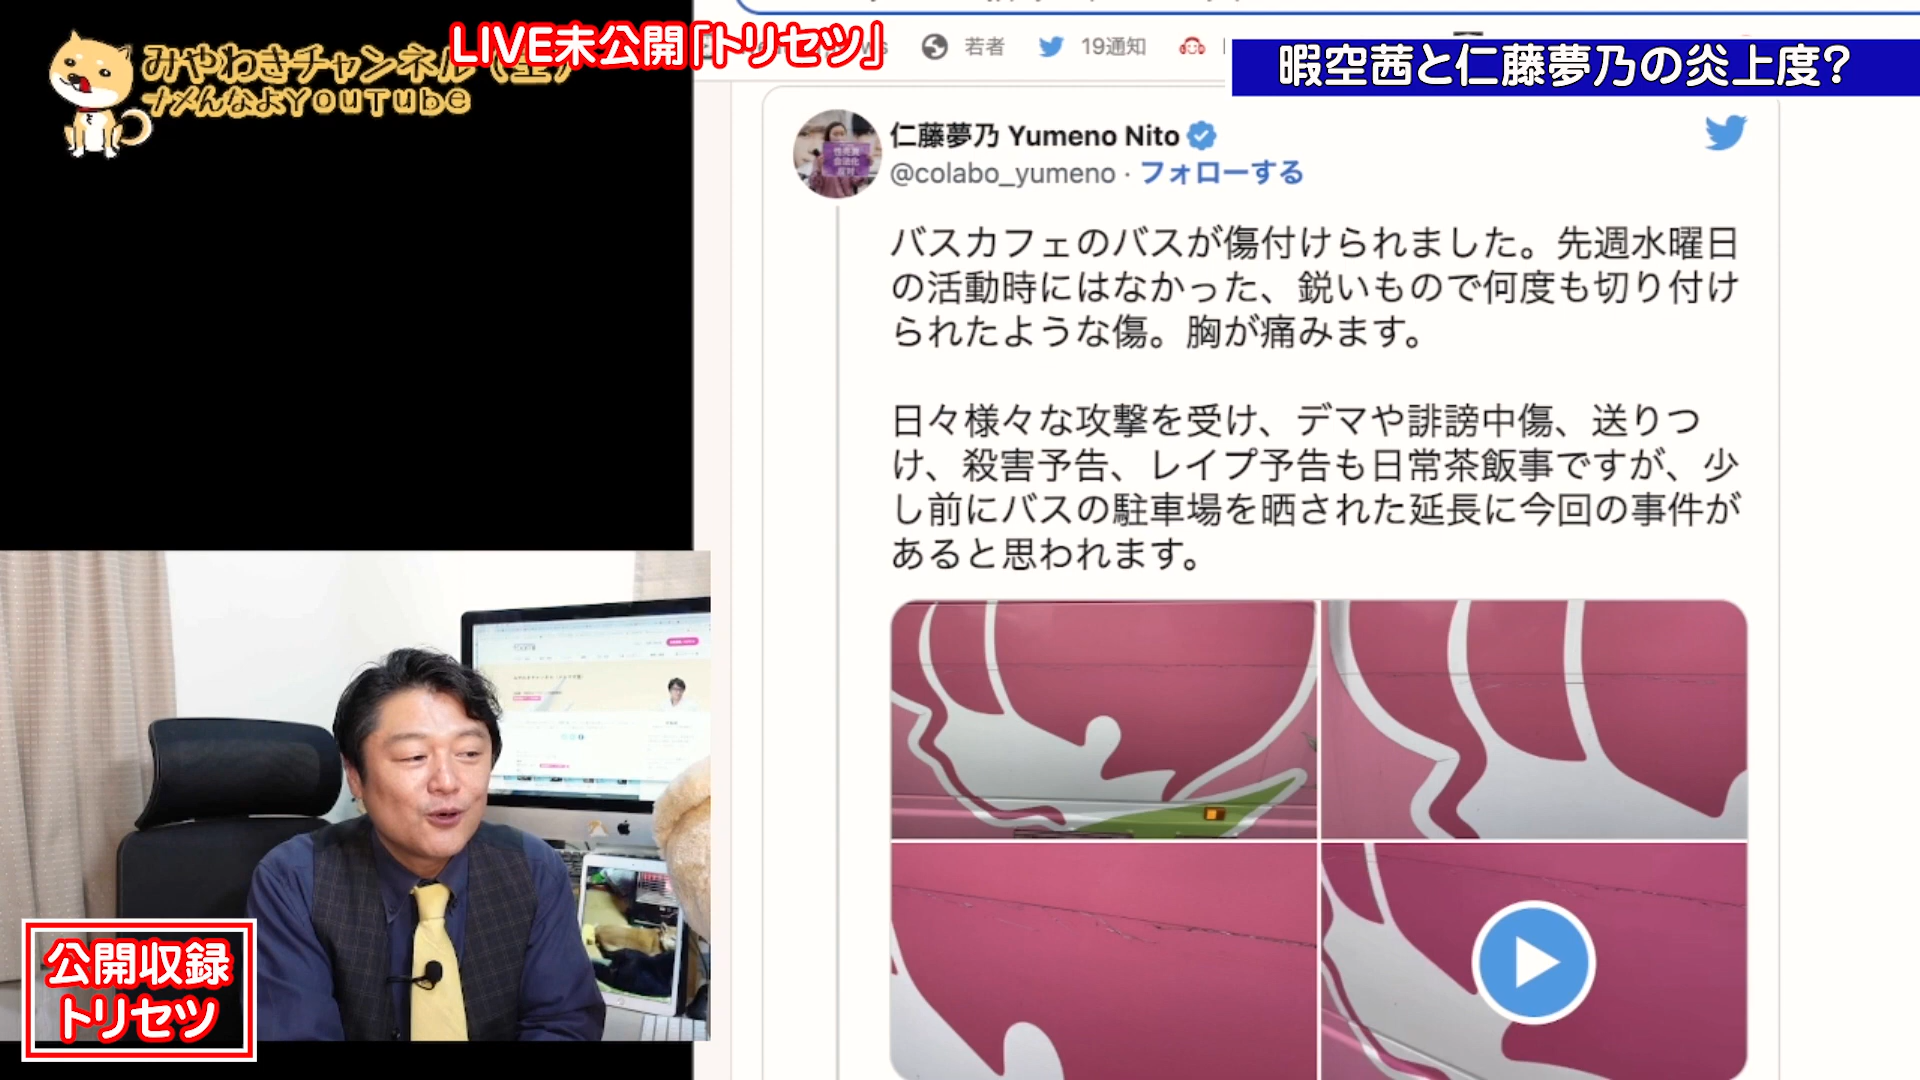 みやわきチャンネル（
ナメんなよYouTube
LIVE未公開「トリセツ」
若者
19通知
暇空茜と仁藤夢乃の炎上度?
仁藤夢乃 Yumeno Nito
@colabo_yumeno · フォローする
バスカフェのバスが傷付けられました。先週水曜日
の活動時にはなかった、鋭いもので何度も切り付け
られたような傷。胸が痛みます。
日々様々な攻撃を受け、デマや誹謗中傷、送りつ
け、殺害予告、レイプ予告も日常茶飯事ですが、少
し前にバスの駐車場を晒された延長に今回の事件が
あると思われます。
公開収録
トリセツ